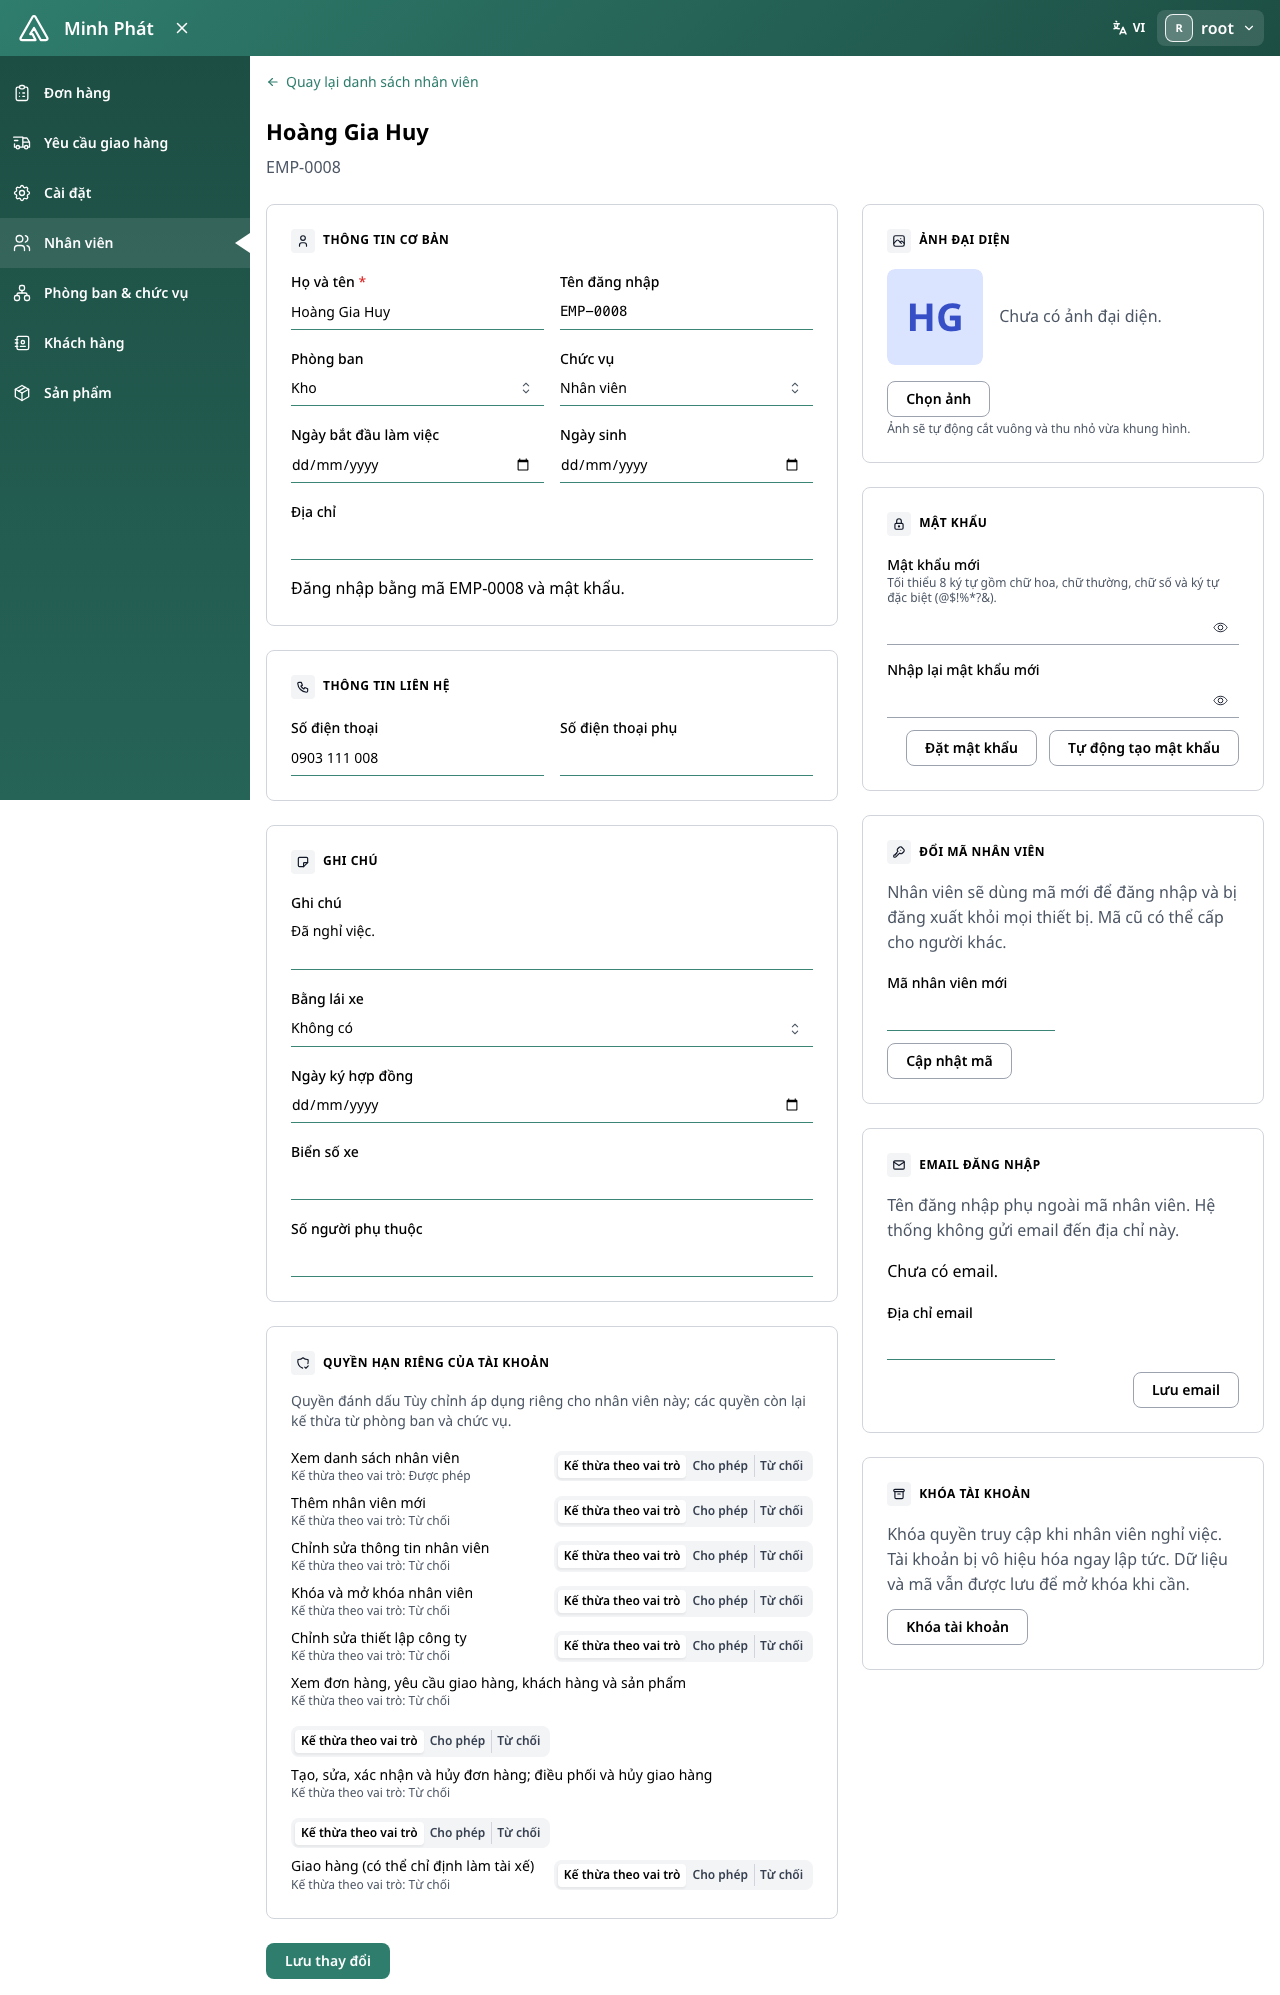 Minh Phát
VI
R
root
Đơn hàng
Yêu cầu giao hàng
Cài đặt
Nhân viên
Phòng ban & chức vụ
Khách hàng
Sản phẩm
Quay lại danh sách nhân viên
Hoàng Gia Huy
EMP-0008
THÔNG TIN CƠ BẢN
Họ và tên *
Tên đăng nhập
Hoàng Gia Huy
EMP-0008
Phòng ban
Chức vụ
Kho
Nhân viên
Ngày bắt đầu làm việc
Ngày sinh
dd/mm/yyyy
dd/mm/yyyy
Địa chỉ
Đăng nhập bằng mã EMP-0008 và mật khẩu.
THÔNG TIN LIÊN HỆ
Số điện thoại
Số điện thoại phụ
0903 111 008
GHI CHÚ
Ghi chú
Đã nghỉ việc.
Bằng lái xe
Không có
Ngày ký hợp đồng
dd/mm/yyyy
Biển số xe
Số người phụ thuộc
QUYỀN HẠN RIÊNG CỦA TÀI KHOẢN
Quyền đánh dấu Tùy chỉnh áp dụng riêng cho nhân viên này; các quyền còn lại
kế thừa từ phòng ban và chức vụ.
Xem danh sách nhân viên
Kế thừa theo vai trò: Được phép
Kế thừa theo vai trò Cho phép Từ chối
Thêm nhân viên mới
Kế thừa theo vai trò: Từ chối
Kế thừa theo vai trò Cho phép Từ chối
Chỉnh sửa thông tin nhân viên
Kế thừa theo vai trò: Từ chối
Kế thừa theo vai trò Cho phép Từ chối
Khóa và mở khóa nhân viên
Kế thừa theo vai trò: Từ chối
Kế thừa theo vai trò Cho phép Từ chối
Chỉnh sửa thiết lập công ty
Kế thừa theo vai trò: Từ chối
Kế thừa theo vai trò Cho phép Từ chối
Xem đơn hàng, yêu cầu giao hàng, khách hàng và sản phẩm
Kế thừa theo vai trò: Từ chối
Kế thừa theo vai trò Cho phép Từ chối
Tạo, sửa, xác nhận và hủy đơn hàng; điều phối và hủy giao hàng
Kế thừa theo vai trò: Từ chối
Kế thừa theo vai trò Cho phép Từ chối
Giao hàng (có thể chỉ định làm tài xế)
Kế thừa theo vai trò: Từ chối
Kế thừa theo vai trò Cho phép Từ chối
Lưu thay đổi
ẢNH ĐẠI DIỆN
HG
Chưa có ảnh đại diện.
Chọn ảnh
Ảnh sẽ tự động cắt vuông và thu nhỏ vừa khung hình.
MẬT KHẨU
Mật khẩu mới
Tối thiểu 8 ký tự gồm chữ hoa, chữ thường, chữ số và ký tự
đặc biệt (@$!%*?&).
Nhập lại mật khẩu mới
Đặt mật khẩu
Tự động tạo mật khẩu
ĐỔI MÃ NHÂN VIÊN
Nhân viên sẽ dùng mã mới để đăng nhập và bị
đăng xuất khỏi mọi thiết bị. Mã cũ có thể cấp
cho người khác.
Mã nhân viên mới
Cập nhật mã
EMAIL ĐĂNG NHẬP
Tên đăng nhập phụ ngoài mã nhân viên. Hệ
thống không gửi email đến địa chỉ này.
Chưa có email.
Địa chỉ email
Lưu email
KHÓA TÀI KHOẢN
Khóa quyền truy cập khi nhân viên nghỉ việc.
Tài khoản bị vô hiệu hóa ngay lập tức. Dữ liệu
và mã vẫn được lưu để mở khóa khi cần.
Khóa tài khoản